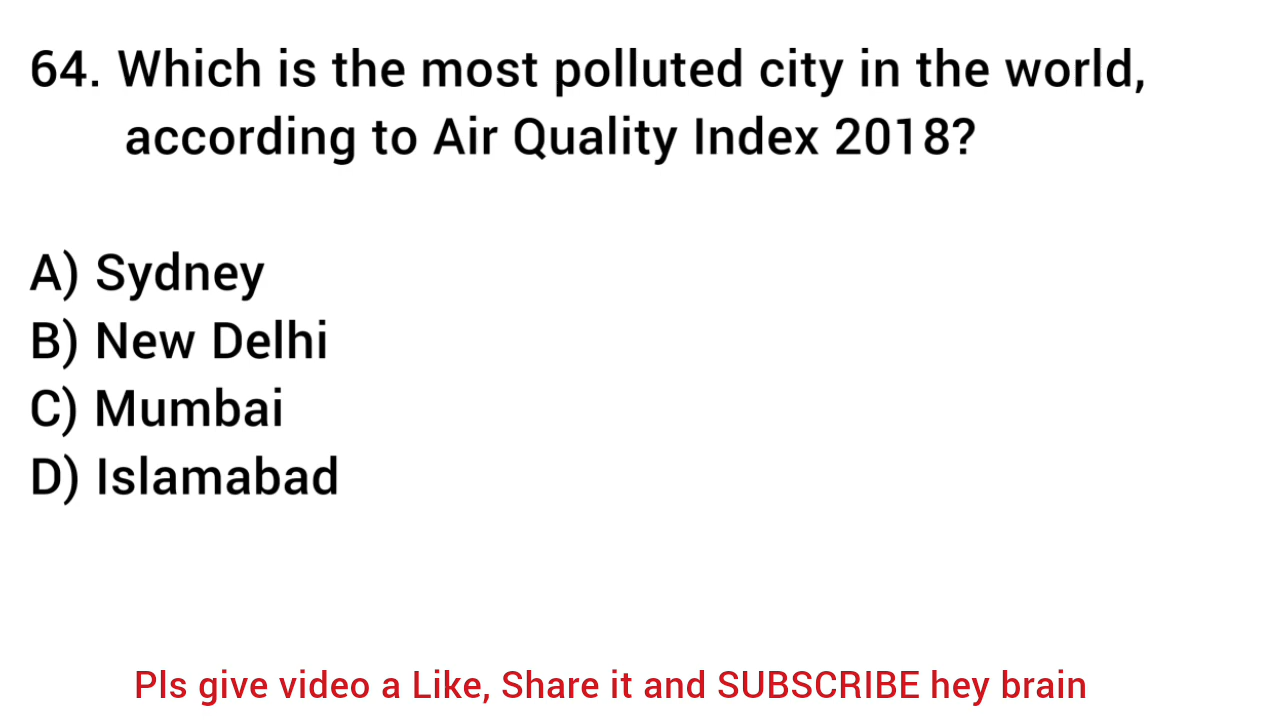 64. Which is the most polluted city in the world,
according to Air Quality Index 2018?
A) Sydney
B) New Delhi
C) Mumbai
D) Islamabad
Pls give video a Like, Share it and SUBSCRIBE hey brain